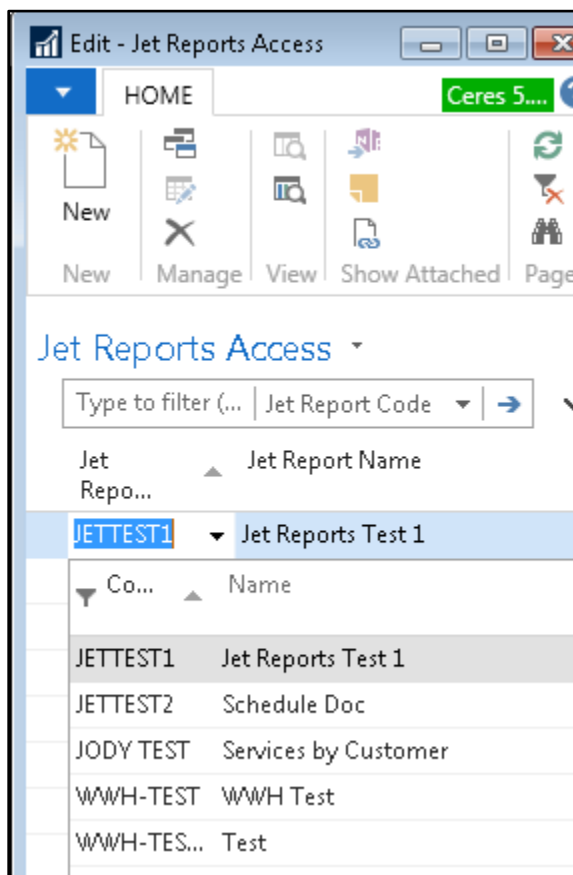 Edit - Jet Reports Access
HOME
Ceres 5....
New
New
Manage
View
Show Attached
Page
Jet Reports Access
Type to filter (... Jet Report Code
Jet Repo... Jet Report Name
JETTEST1 Jet Reports Test 1
Co... Name
JETTEST1 Jet Reports Test 1
JETTEST2 Schedule Doc
JODY TEST Services by Customer
WWH-TEST WWH Test
WWH-TES... Test